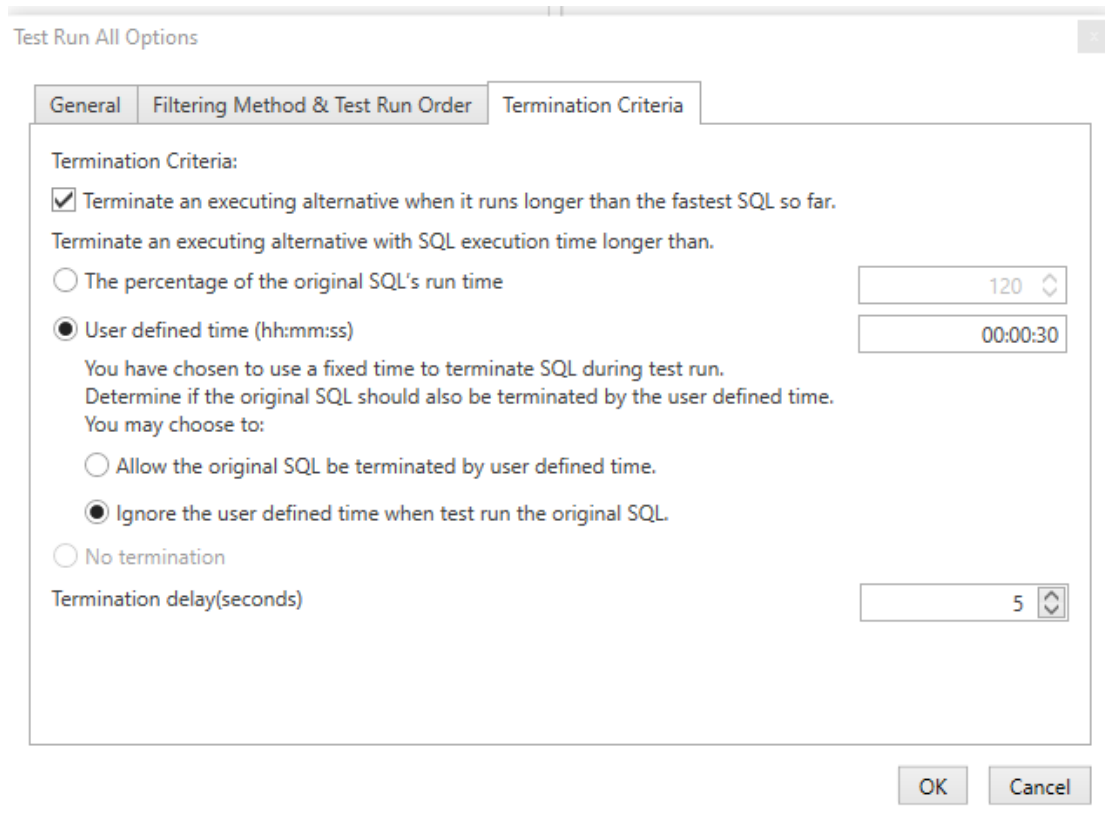 Test Run All Options
x
General
Filtering Method & Test Run Order
Termination Criteria
Termination Criteria:
Terminate an executing alternative when it runs longer than the fastest SQL so far.
Terminate an executing alternative with SQL execution time longer than.
The percentage of the original SQL's run time
120
User defined time (hh:mm:ss)
00:00:30
You have chosen to use a fixed time to terminate SQL during test run.
Determine if the original SQL should also be terminated by the user defined time.
You may choose to:
Allow the original SQL be terminated by user defined time.
Ignore the user defined time when test run the original SQL.
No termination
Termination delay(seconds)
5
OK
Cancel